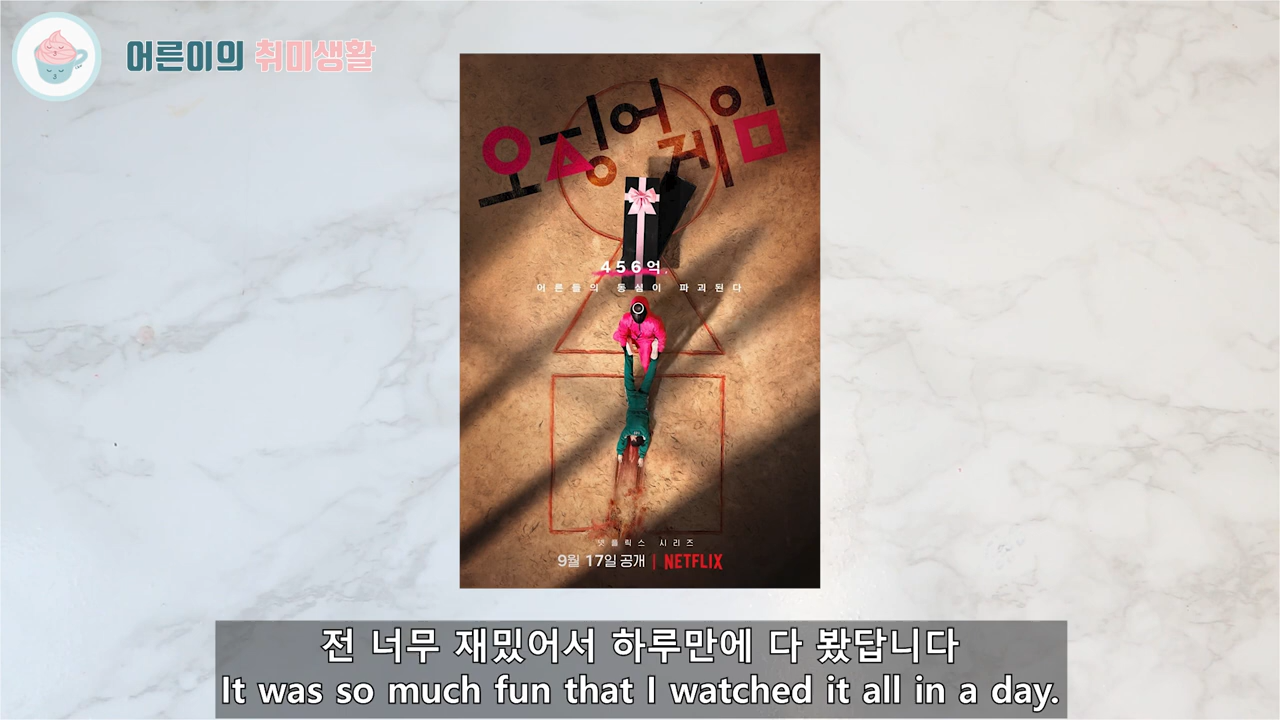 어른이의 취미생활
오징어 게임
456억,
어른들의 동심이 파괴된다
넷플릭스 시리즈
9월 17일 공개 | NETFLIX
전 너무 재밌어서 하루만에 다 봤답니다
It was so much fun that I watched it all in a day.